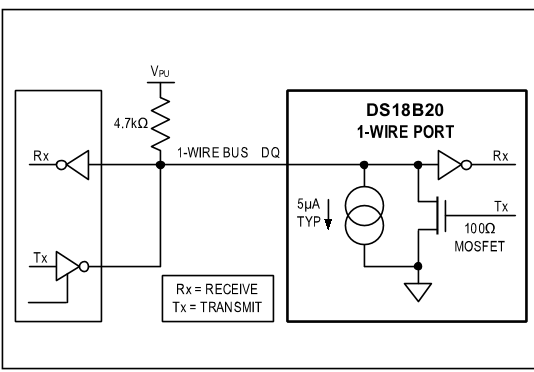 V_PU
4.7kΩ
Rx
1-WIRE BUS DQ
Tx
Rx = RECEIVE
Tx = TRANSMIT
DS18B20
1-WIRE PORT
Rx
5µA
TYP
Tx
100Ω
MOSFET